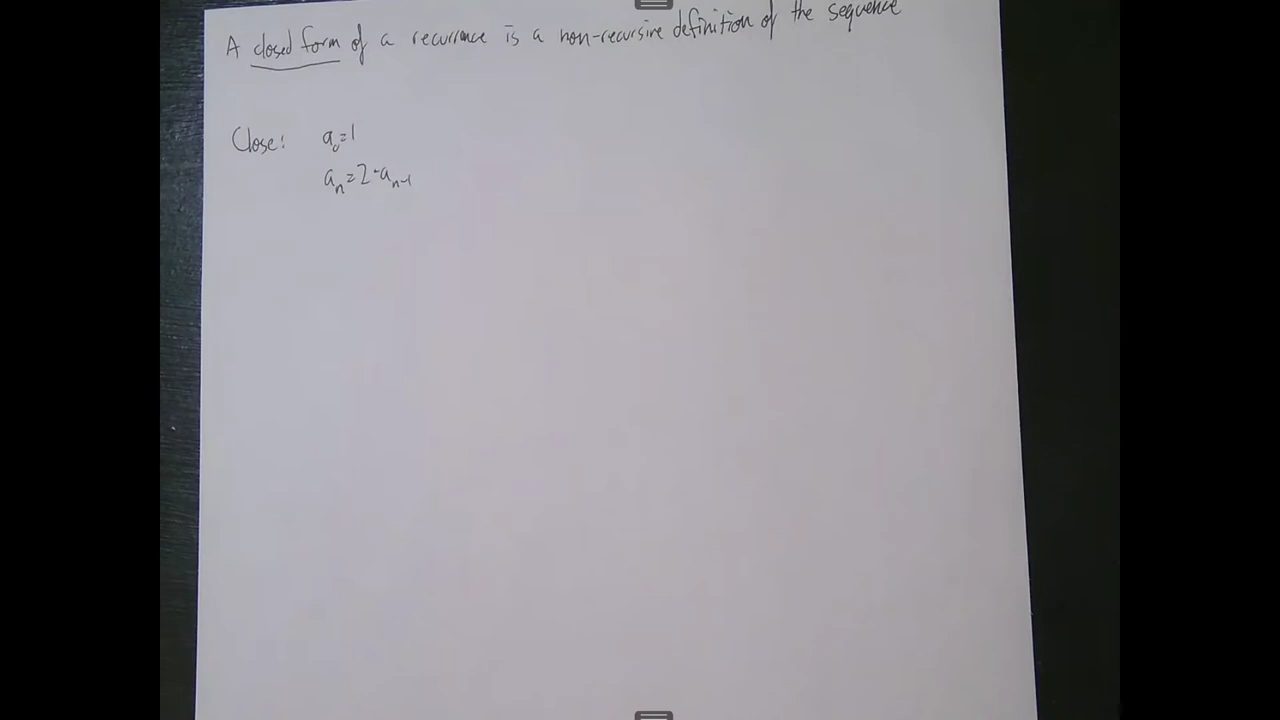 A closed form of a recurrence is a non-recursive definition of the sequence
Close: a₀=1
aₙ=2·aₙ₋₁